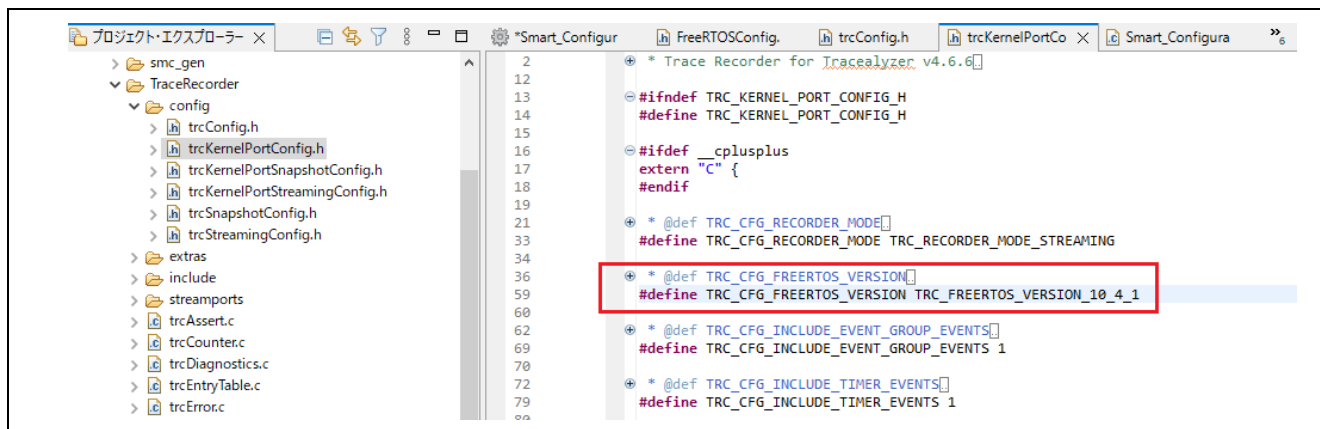 プロジェクト・エクスプローラー
smc_gen
TraceRecorder
config
trcConfig.h
trcKernelPortConfig.h
trcKernelPortSnapshotConfig.h
trcKernelPortStreamingConfig.h
trcSnapshotConfig.h
trcStreamingConfig.h
extras
include
streamports
trcAssert.c
trcCounter.c
trcDiagnostics.c
trcEntryTable.c
trcError.c
*Smart_Configur FreeRTOSConfig. trcConfig.h trcKernelPortCo Smart_Configura »6
2 * Trace Recorder for Tracealyzer v4.6.6
12
13 #ifndef TRC_KERNEL_PORT_CONFIG_H
14 #define TRC_KERNEL_PORT_CONFIG_H
15
16 #ifdef __cplusplus
17 extern "C" {
18 #endif
19
21 * @def TRC_CFG_RECORDER_MODE
33 #define TRC_CFG_RECORDER_MODE TRC_RECORDER_MODE_STREAMING
34
36 * @def TRC_CFG_FREERTOS_VERSION
59 #define TRC_CFG_FREERTOS_VERSION TRC_FREERTOS_VERSION_10_4_1
60
62 * @def TRC_CFG_INCLUDE_EVENT_GROUP_EVENTS
69 #define TRC_CFG_INCLUDE_EVENT_GROUP_EVENTS 1
70
72 * @def TRC_CFG_INCLUDE_TIMER_EVENTS
79 #define TRC_CFG_INCLUDE_TIMER_EVENTS 1